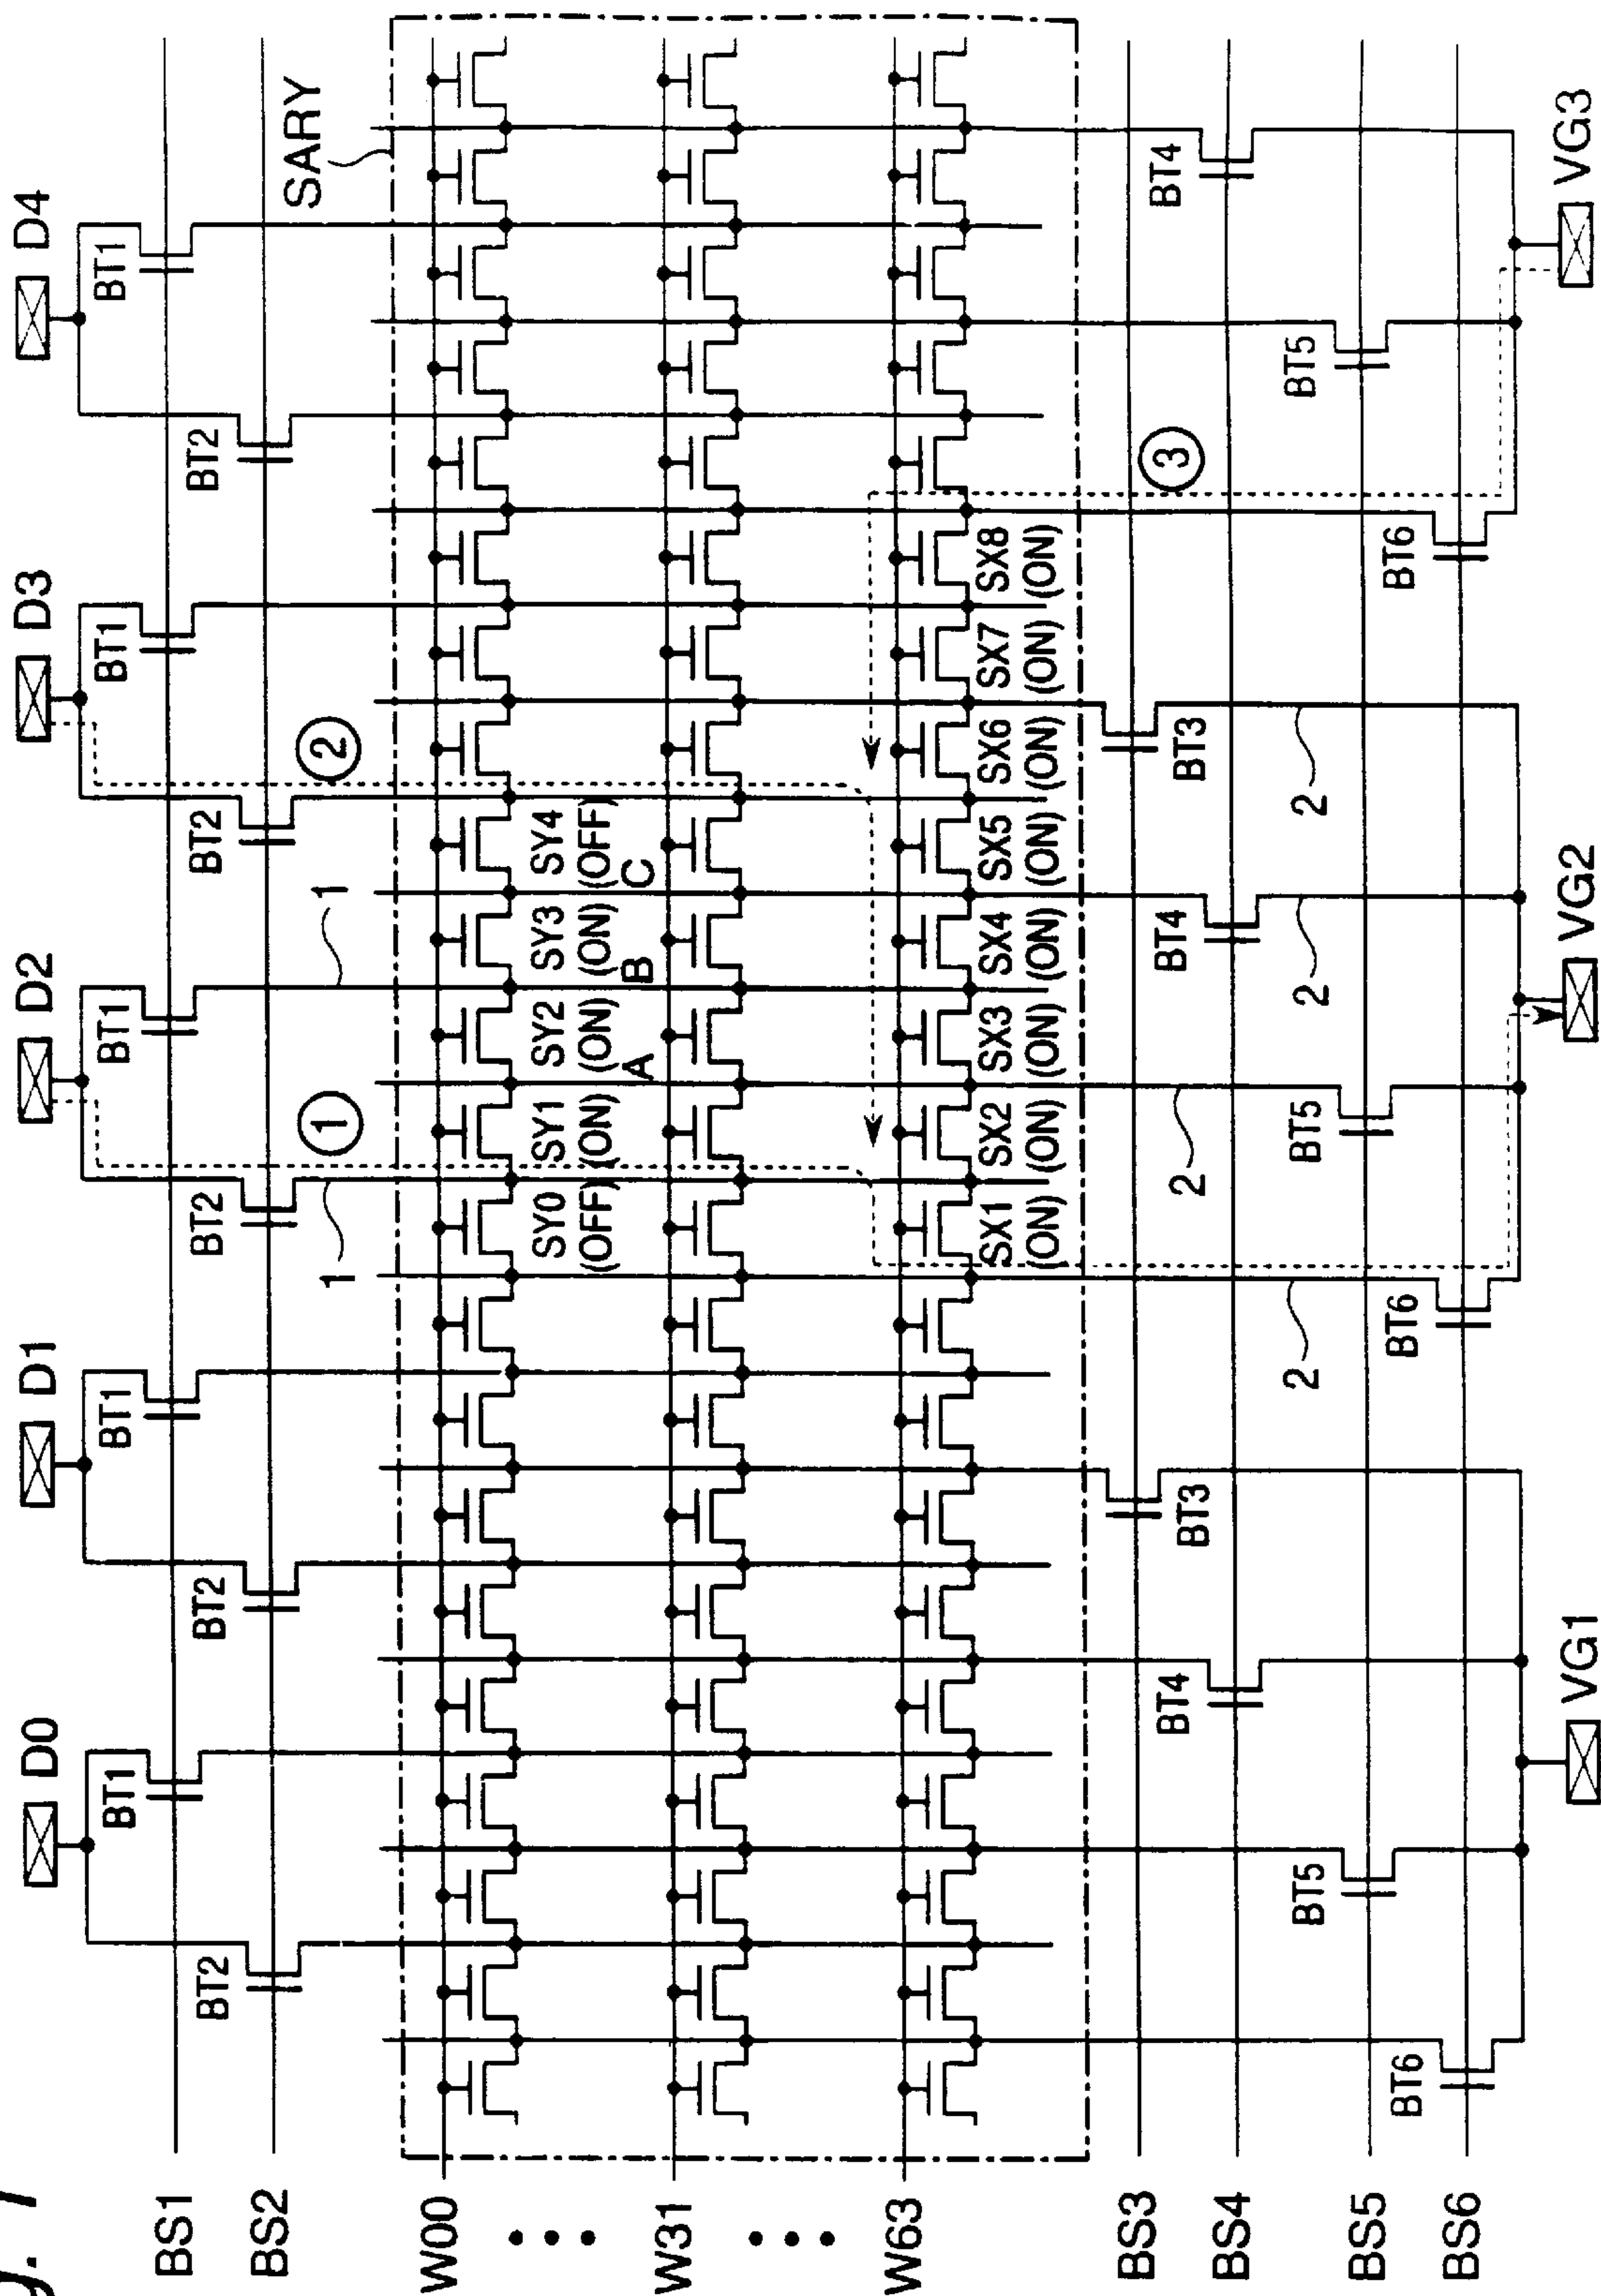 g. 1
D0
D1
D2
D3
D4
BT1
BT1
BT1
BT1
BT1
BS1
BT2
BT2
BT2
BT2
BT2
BS2
SARY
1
1
①
②
W00
SY0
(OFF)
SY1
(ON)
SY2
(ON)
SY3
(ON)
SY4
(OFF)
A
B
C
W31
W63
SX1
(ON)
SX2
(ON)
SX3
(ON)
SX4
(ON)
SX5
(ON)
SX6
(ON)
SX7
(ON)
SX8
(ON)
③
BS3
BT3
BT3
BS4
BT4
BT4
BT4
2
2
2
2
BS5
BT5
BT5
BT5
BS6
BT6
BT6
BT6
VG1
VG2
VG3